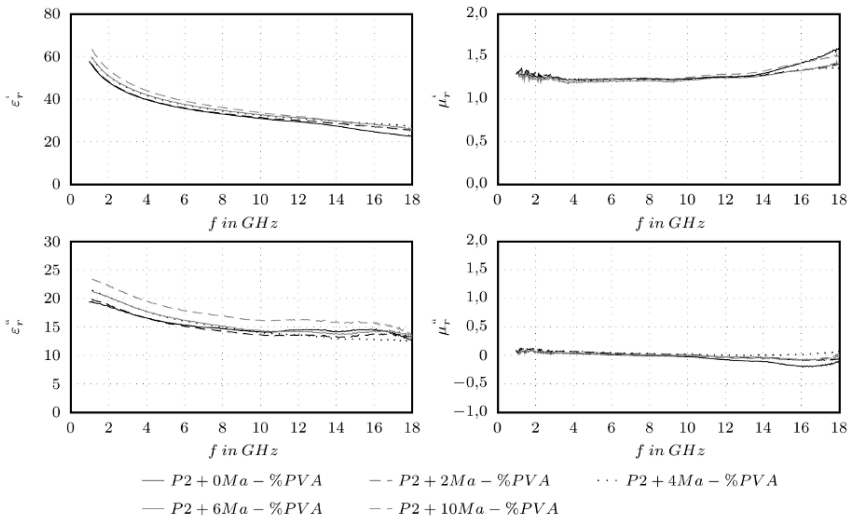 80
60
40
20
0
ε'r
0 2 4 6 8 10 12 14 16 18
f in GHz
2,0
1,5
1,0
0,5
0,0
μ'r
0 2 4 6 8 10 12 14 16 18
f in GHz
30
25
20
15
10
5
0
ε"r
0 2 4 6 8 10 12 14 16 18
f in GHz
2,0
1,5
1,0
0,5
0
−0,5
−1,0
μ"r
0 2 4 6 8 10 12 14 16 18
f in GHz
P2 + 0Ma − %PVA P2 + 2Ma − %PVA P2 + 4Ma − %PVA
P2 + 6Ma − %PVA P2 + 10Ma − %PVA